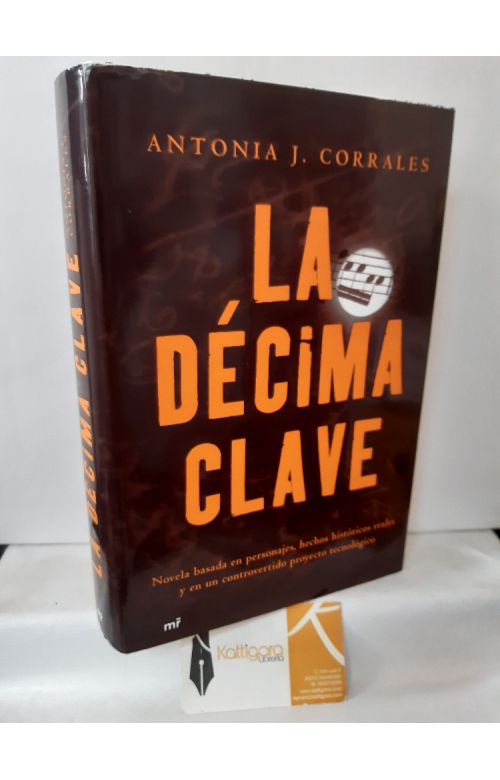 ANTONIA J. CORRALES
LA
DÉCiMA
CLAVE
Novela basada en personajes, hechos históricos reales
y en un controvertido proyecto tecnológico
mr
LA DÉCIMA CLAVE
CORRALES
Kattigara
Librería